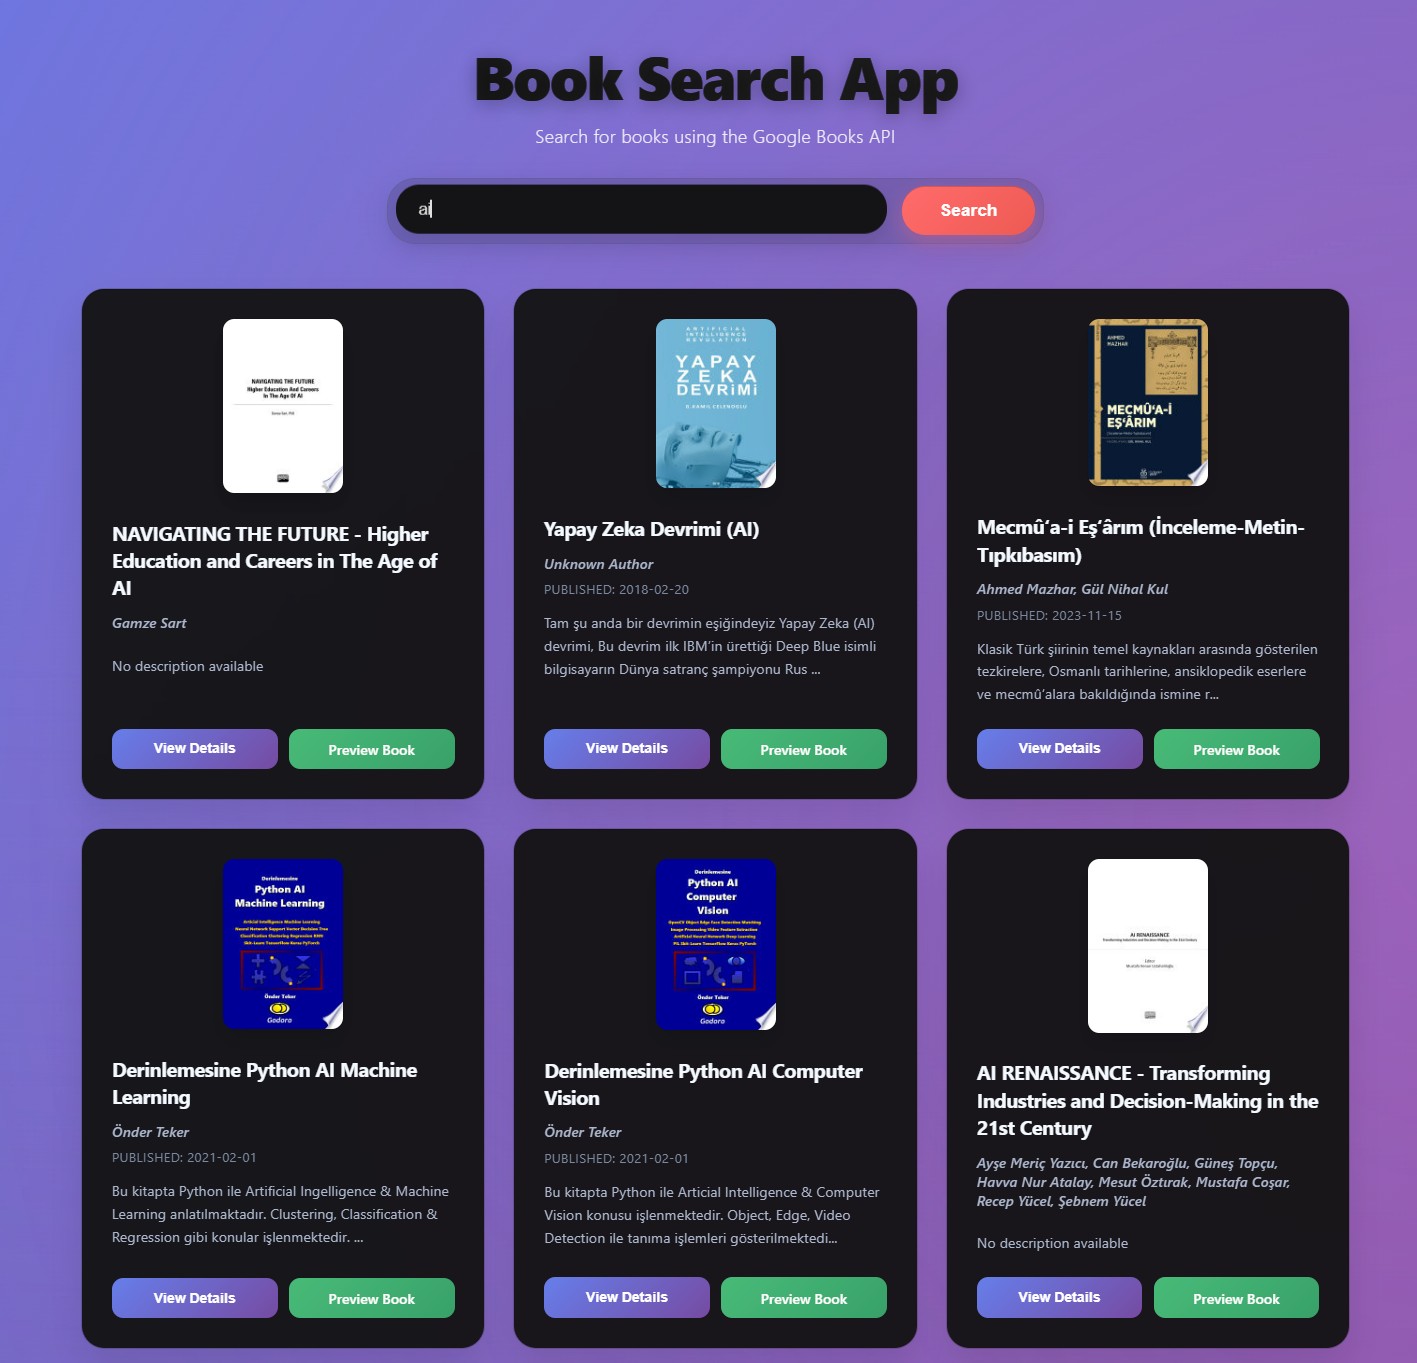 Book Search App
Search for books using the Google Books API
ai
Search
NAVIGATING THE FUTURE
Higher Education And Careers
In The Age Of AI
NAVIGATING THE FUTURE - Higher
Education and Careers in The Age of
AI
Gamze Sart
No description available
View Details
Preview Book
ARTIFICIAL
INTELLIGENCE
REVULATION
YAPAY
ZEKA
DEVRiMi
Yapay Zeka Devrimi (AI)
Unknown Author
PUBLISHED: 2018-02-20
Tam şu anda bir devrimin eşiğindeyiz Yapay Zeka (AI)
devrimi, Bu devrim ilk IBM’in ürettiği Deep Blue isimli
bilgisayarın Dünya satranç şampiyonu Rus ...
View Details
Preview Book
AHMED
MAZHAR
MECMÛ‘A-İ
EŞ‘ÂRIM
Mecmû‘a-i Eş‘ârım (İnceleme-Metin-
Tıpkıbasım)
Ahmed Mazhar, Gül Nihal Kul
PUBLISHED: 2023-11-15
Klasik Türk şiirinin temel kaynakları arasında gösterilen
tezkirelere, Osmanlı tarihlerine, ansiklopedik eserlere
ve mecmû‘alara bakıldığında ismine r...
View Details
Preview Book
Derinlemesine
Python AI
Machine Learning
Önder Teker
Godoro
Derinlemesine Python AI Machine
Learning
Önder Teker
PUBLISHED: 2021-02-01
Bu kitapta Python ile Artificial Ingelligence & Machine
Learning anlatılmaktadır. Clustering, Classification &
Regression gibi konular işlenmektedir. ...
View Details
Preview Book
Derinlemesine
Python AI
Computer
Vision
Önder Teker
Godoro
Derinlemesine Python AI Computer
Vision
Önder Teker
PUBLISHED: 2021-02-01
Bu kitapta Python ile Articial Intelligence & Computer
Vision konusu işlenmektedir. Object, Edge, Video
Detection ile tanıma işlemleri gösterilmektedi...
View Details
Preview Book
AI RENAISSANCE
AI RENAISSANCE - Transforming
Industries and Decision-Making in the
21st Century
Ayşe Meriç Yazıcı, Can Bekaroğlu, Güneş Topçu,
Havva Nur Atalay, Mesut Öztırak, Mustafa Coşar,
Recep Yücel, Şebnem Yücel
No description available
View Details
Preview Book